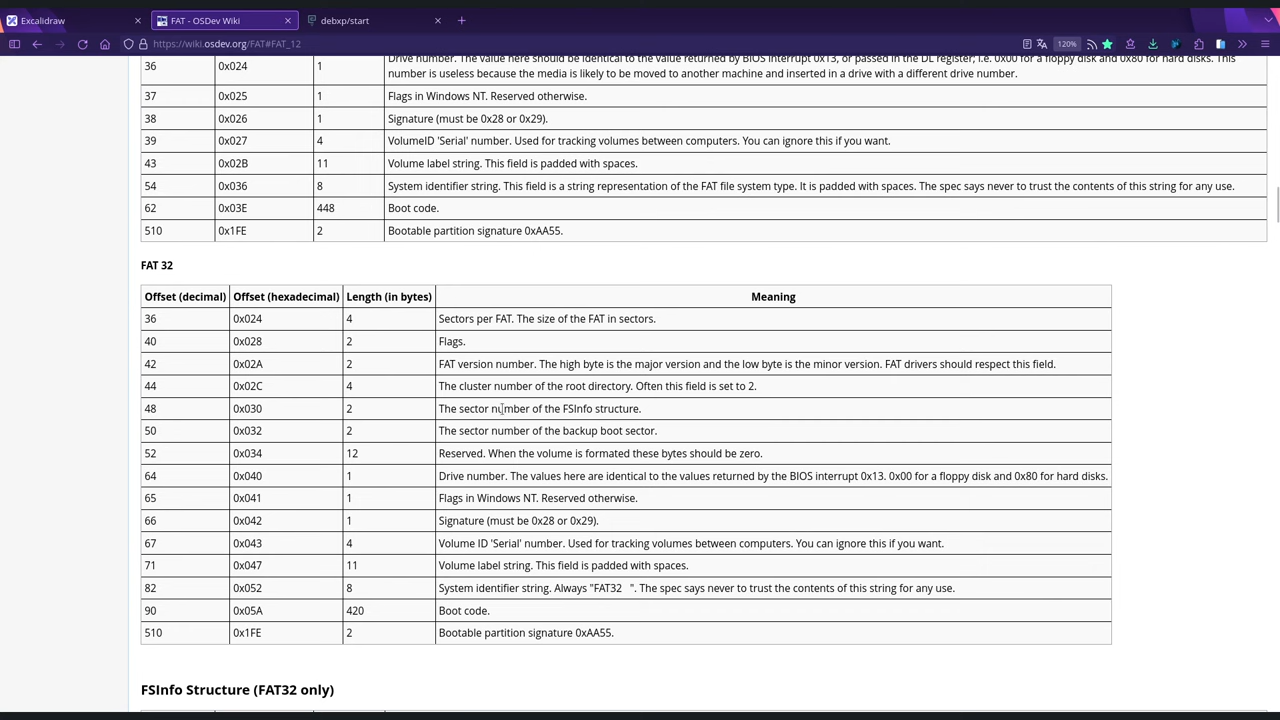 Excalidraw
FAT - OSDev Wiki
debxp/start
https://wiki.osdev.org/FAT#FAT_12
120%
36 0x024 1 Drive number. The value here should be identical to the value returned by BIOS interrupt 0x13, or passed in the DL register; i.e. 0x00 for a floppy disk and 0x80 for hard disks. This
number is useless because the media is likely to be moved to another machine and inserted in a drive with a different drive number.
37 0x025 1 Flags in Windows NT. Reserved otherwise.
38 0x026 1 Signature (must be 0x28 or 0x29).
39 0x027 4 VolumeID 'Serial' number. Used for tracking volumes between computers. You can ignore this if you want.
43 0x02B 11 Volume label string. This field is padded with spaces.
54 0x036 8 System identifier string. This field is a string representation of the FAT file system type. It is padded with spaces. The spec says never to trust the contents of this string for any use.
62 0x03E 448 Boot code.
510 0x1FE 2 Bootable partition signature 0xAA55.
FAT 32
Offset (decimal) Offset (hexadecimal) Length (in bytes) Meaning
36 0x024 4 Sectors per FAT. The size of the FAT in sectors.
40 0x028 2 Flags.
42 0x02A 2 FAT version number. The high byte is the major version and the low byte is the minor version. FAT drivers should respect this field.
44 0x02C 4 The cluster number of the root directory. Often this field is set to 2.
48 0x030 2 The sector number of the FSInfo structure.
50 0x032 2 The sector number of the backup boot sector.
52 0x034 12 Reserved. When the volume is formated these bytes should be zero.
64 0x040 1 Drive number. The values here are identical to the values returned by the BIOS interrupt 0x13. 0x00 for a floppy disk and 0x80 for hard disks.
65 0x041 1 Flags in Windows NT. Reserved otherwise.
66 0x042 1 Signature (must be 0x28 or 0x29).
67 0x043 4 Volume ID 'Serial' number. Used for tracking volumes between computers. You can ignore this if you want.
71 0x047 11 Volume label string. This field is padded with spaces.
82 0x052 8 System identifier string. Always "FAT32   ". The spec says never to trust the contents of this string for any use.
90 0x05A 420 Boot code.
510 0x1FE 2 Bootable partition signature 0xAA55.
FSInfo Structure (FAT32 only)